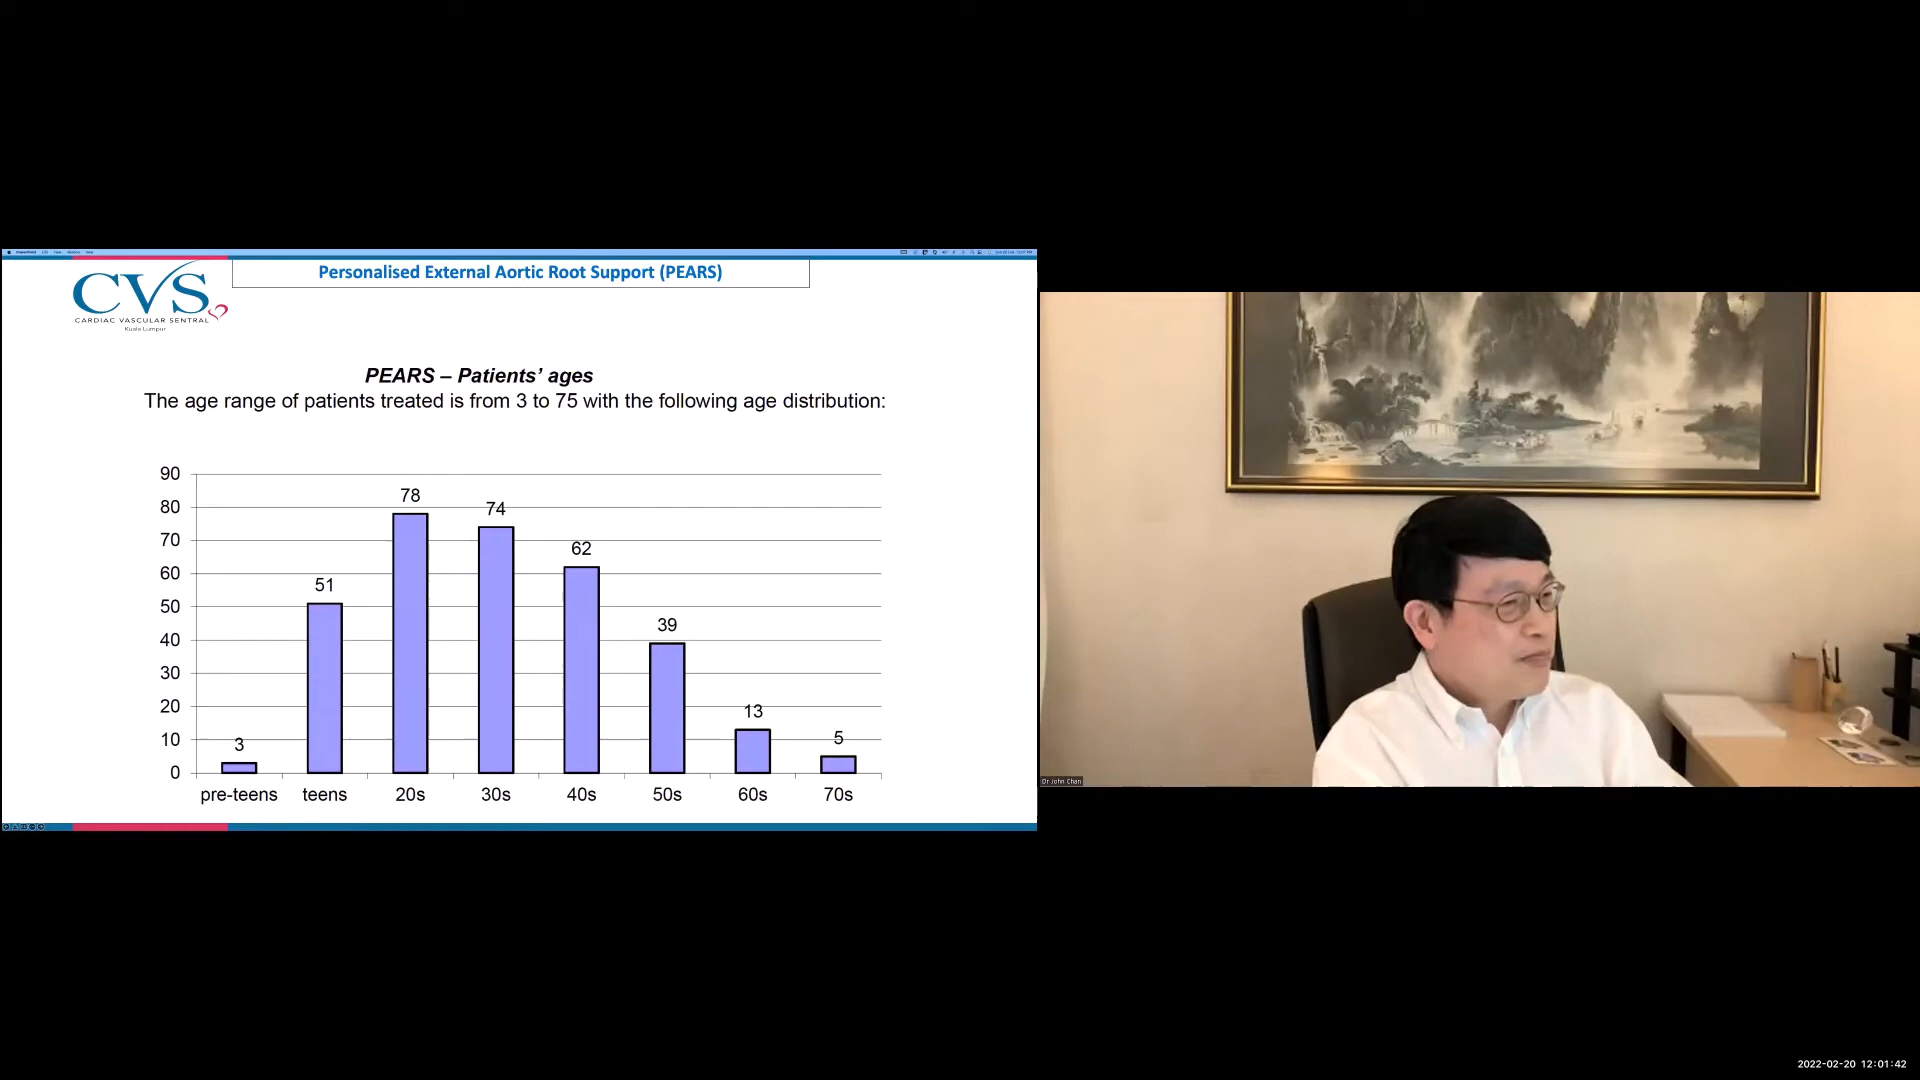 Personalised External Aortic Root Support (PEARS)
CVS
CARDIAC VASCULAR SENTRAL
Kuala Lumpur
PEARS – Patients’ ages
The age range of patients treated is from 3 to 75 with the following age distribution:
90
80
70
60
50
40
30
20
10
0
3
51
78
74
62
39
13
5
pre-teens
teens
20s
30s
40s
50s
60s
70s
Dr John Chan
2022-02-20 12:01:42